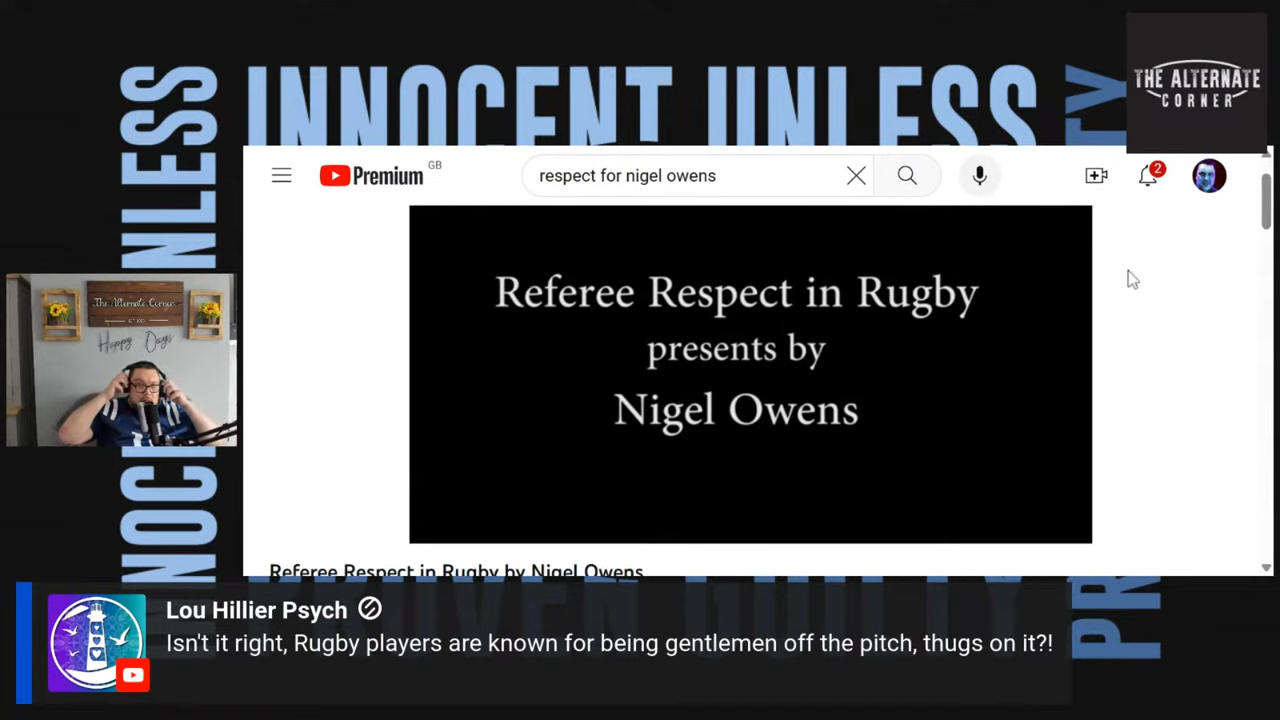 INNOCENT UNLESS
THE ALTERNATE
CORNER
Premium
GB
respect for nigel owens
2
Referee Respect in Rugby
presents by
Nigel Owens
The Alternate Corner
Happy Days
Referee Respect in Rugby by Nigel Owens
Lou Hillier Psych
Isn't it right, Rugby players are known for being gentlemen off the pitch, thugs on it?!